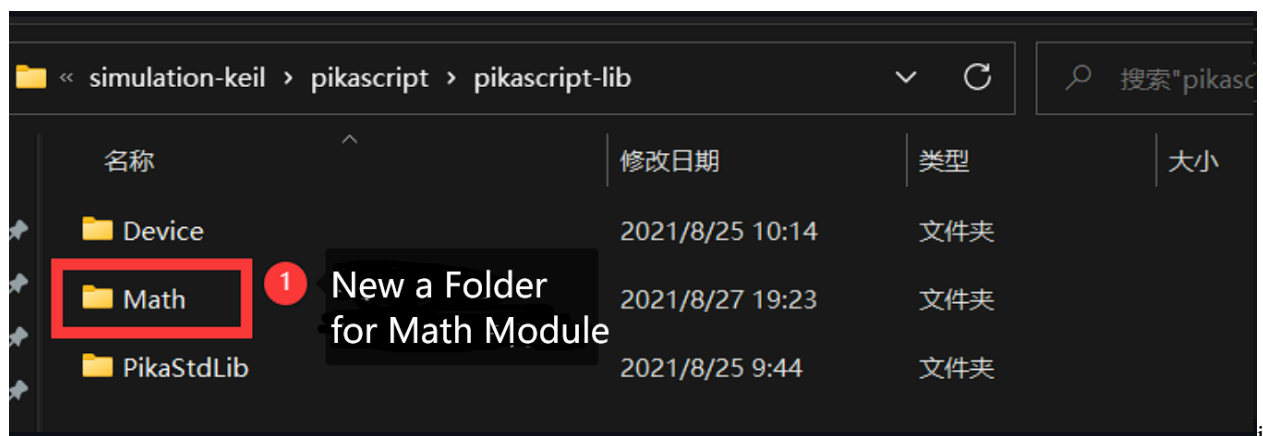 « simulation-keil › pikascript › pikascript-lib
搜索"pikasc
名称 修改日期 类型 大小
Device 2021/8/25 10:14 文件夹
Math 1 New a Folder 2021/8/27 19:23 文件夹
for Math Module
PikaStdLib 2021/8/25 9:44 文件夹
i